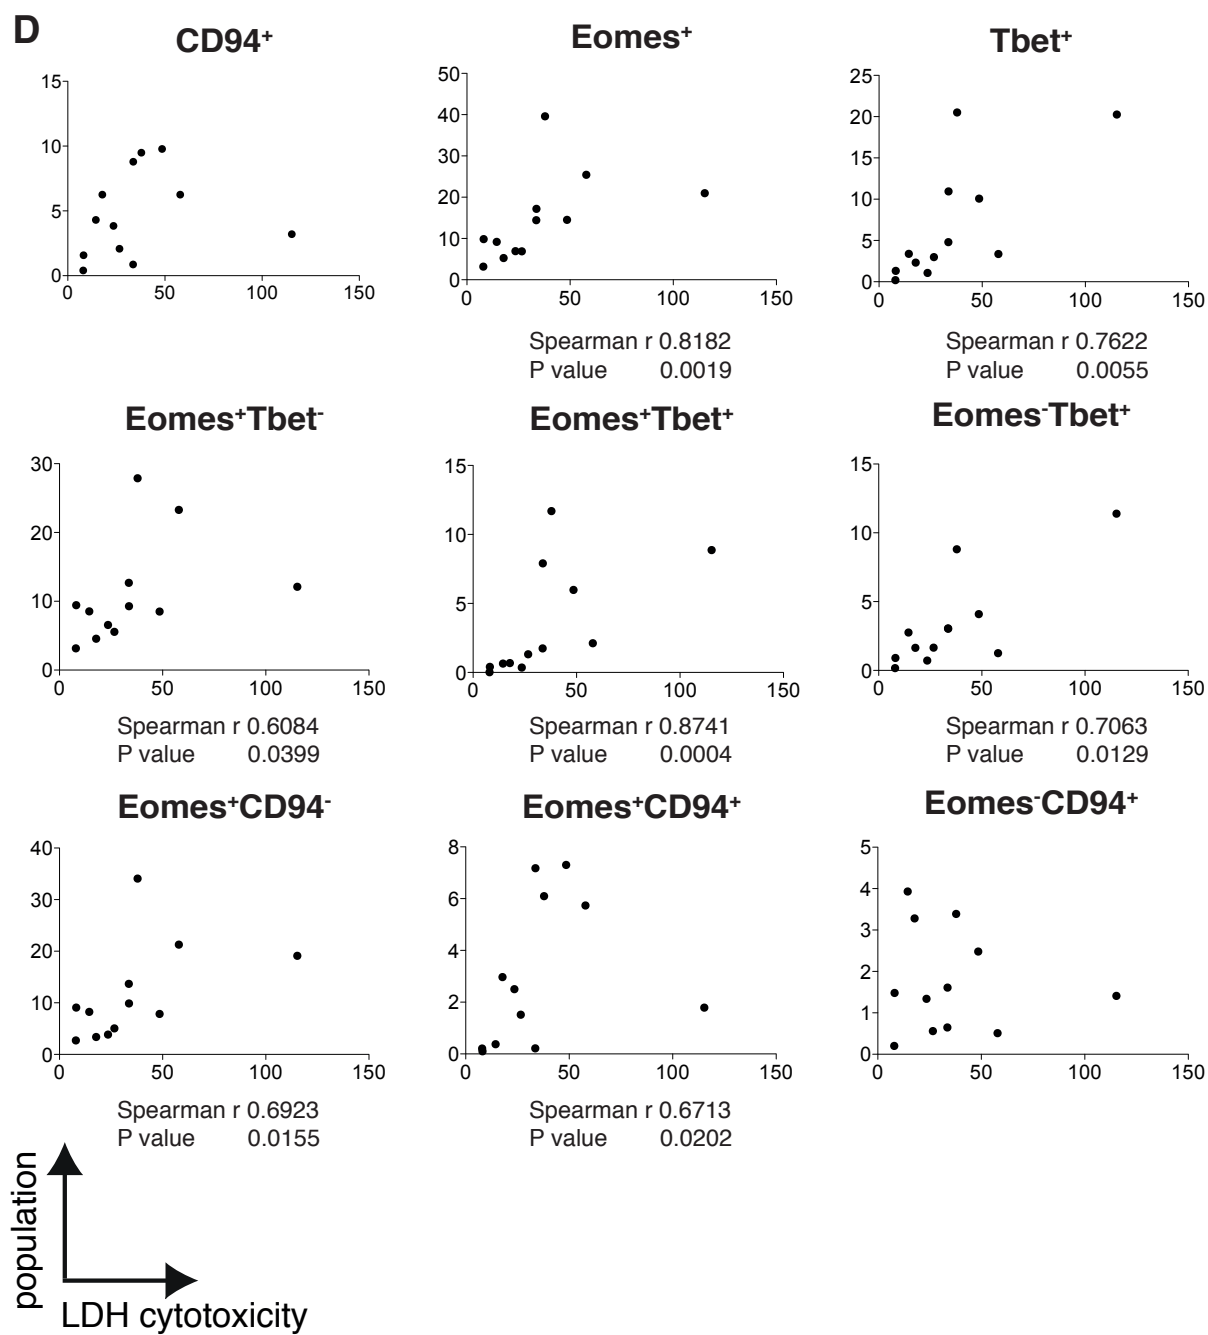 D
CD94⁺
Eomes⁺
Tbet⁺
15
10
5
0
0 50 100 150
50
40
30
20
10
0
0 50 100 150
25
20
15
10
5
0
0 50 100 150
Spearman r 0.8182
P value 0.0019
Spearman r 0.7622
P value 0.0055
Eomes⁺Tbet⁻
Eomes⁺Tbet⁺
Eomes⁻Tbet⁺
30
20
10
0
0 50 100 150
15
10
5
0
0 50 100 150
15
10
5
0
0 50 100 150
Spearman r 0.6084
P value 0.0399
Spearman r 0.8741
P value 0.0004
Spearman r 0.7063
P value 0.0129
Eomes⁺CD94⁻
Eomes⁺CD94⁺
Eomes⁻CD94⁺
40
30
20
10
0
0 50 100 150
8
6
4
2
0
0 50 100 150
5
4
3
2
1
0
0 50 100 150
Spearman r 0.6923
P value 0.0155
Spearman r 0.6713
P value 0.0202
population
LDH cytotoxicity